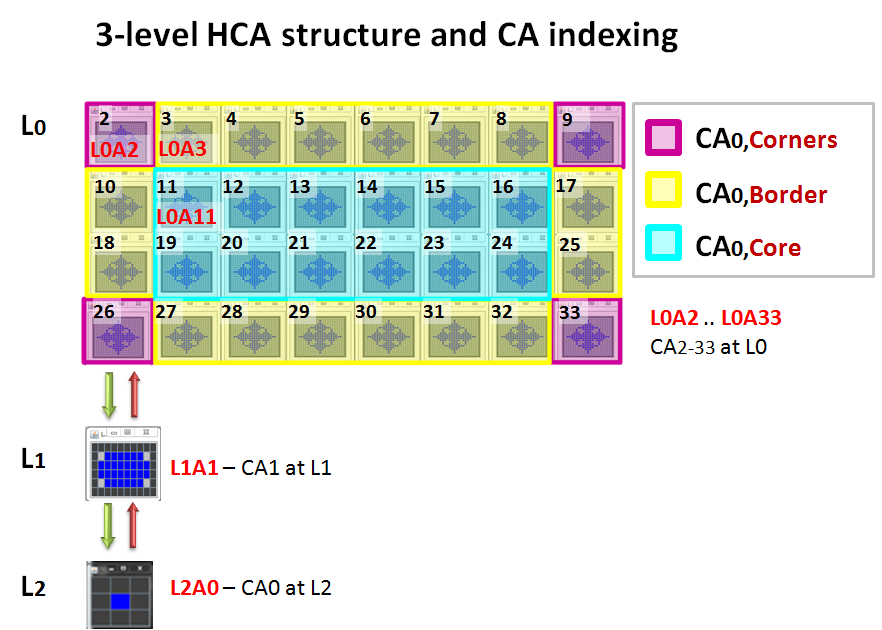 3-level HCA structure and CA indexing
L0
2 3 4 5 6 7 8 9
L0A2 L0A3
10 11 12 13 14 15 16 17
L0A11
18 19 20 21 22 23 24 25
26 27 28 29 30 31 32 33
CA0,Corners
CA0,Border
CA0,Core
L0A2 .. L0A33
CA2-33 at L0
L1
L1A1 – CA1 at L1
L2
L2A0 – CA0 at L2